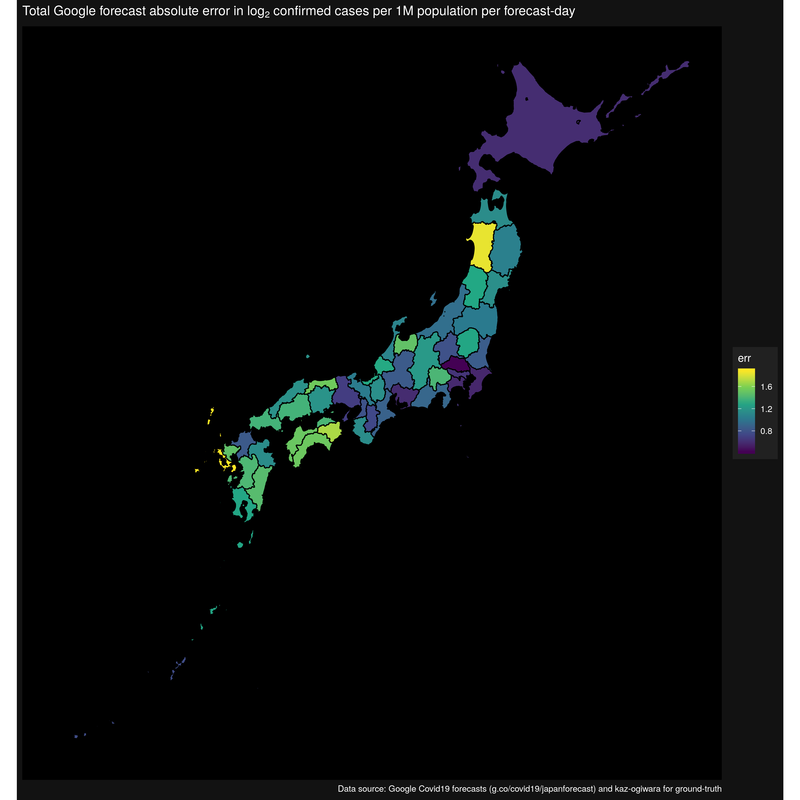 Total Google forecast absolute error in log₂ confirmed cases per 1M population per forecast-day
err
1.6
1.2
0.8
Data source: Google Covid19 forecasts (g.co/covid19/japanforecast) and kaz-ogiwara for ground-truth